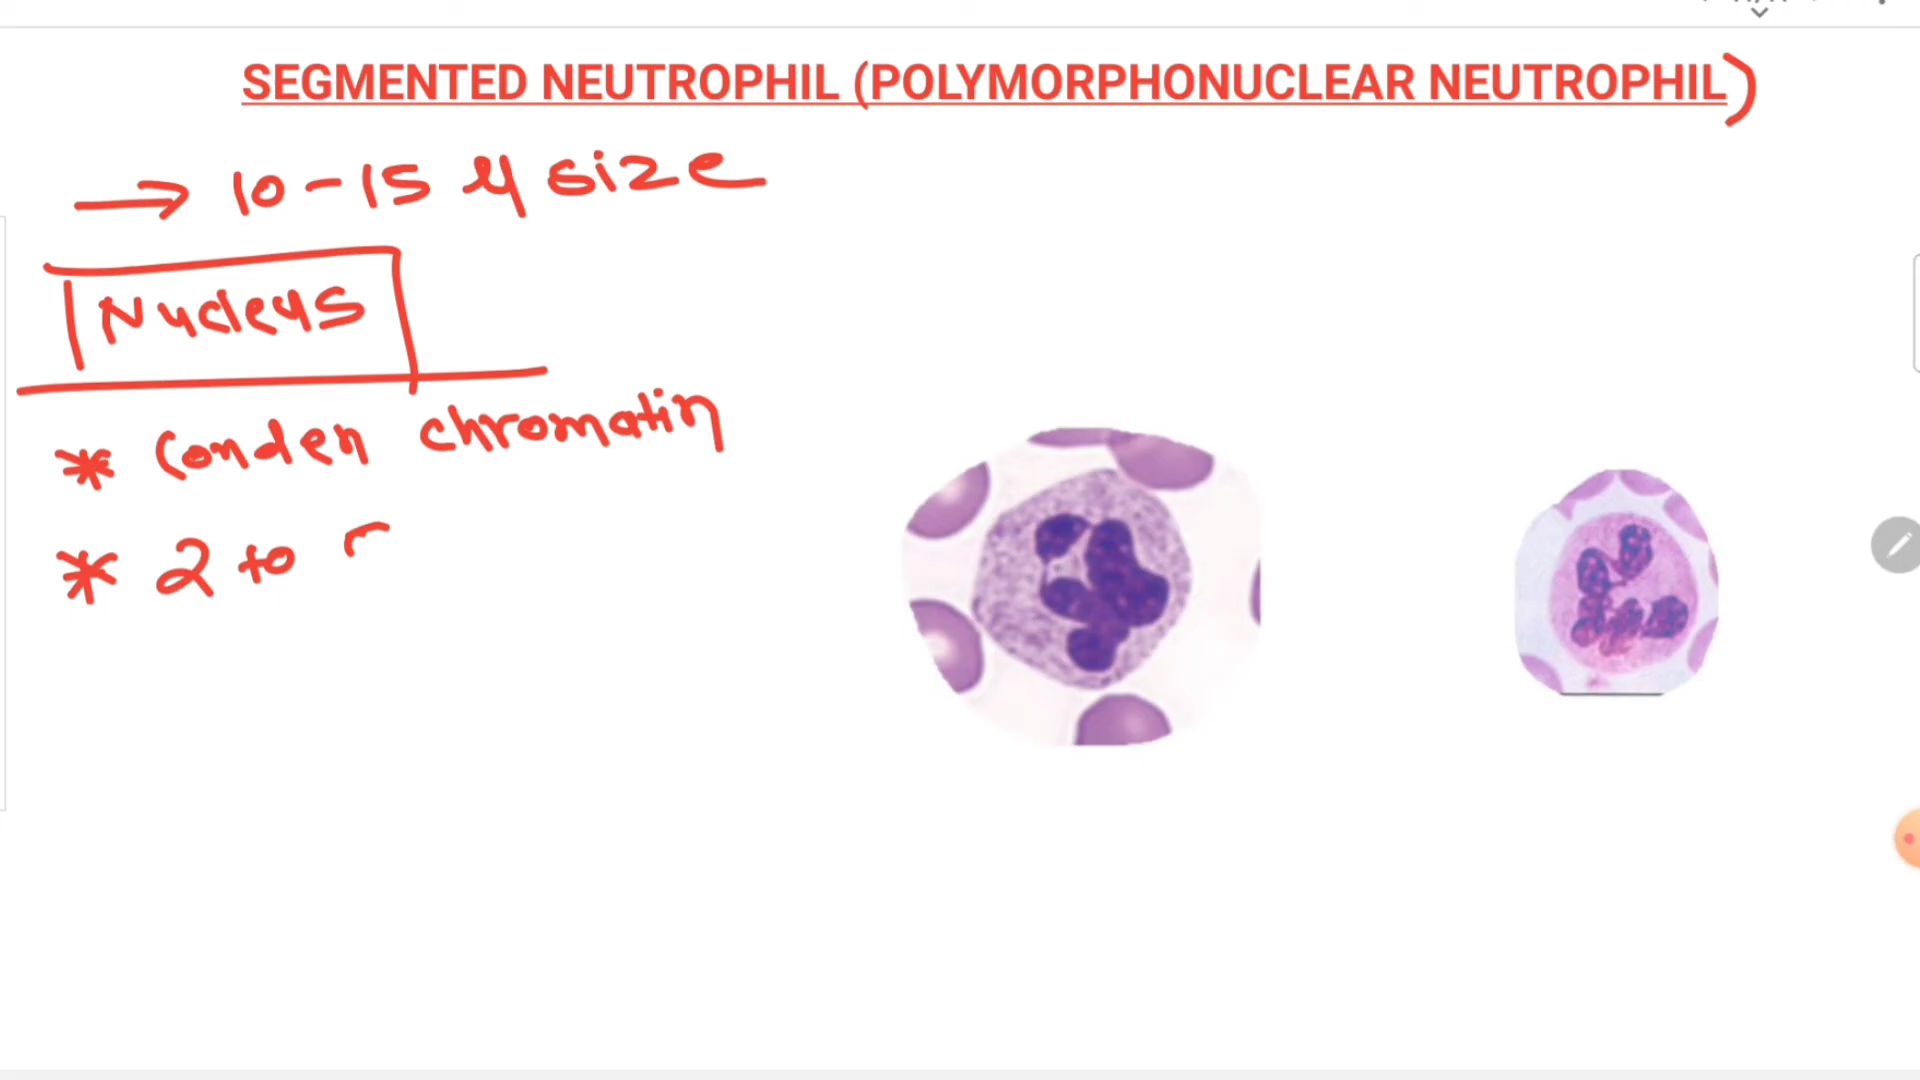 SEGMENTED NEUTROPHIL (POLYMORPHONUCLEAR NEUTROPHIL)
→ 10-15 μ size
Nucleus
* Conden chromatin
* 2 to